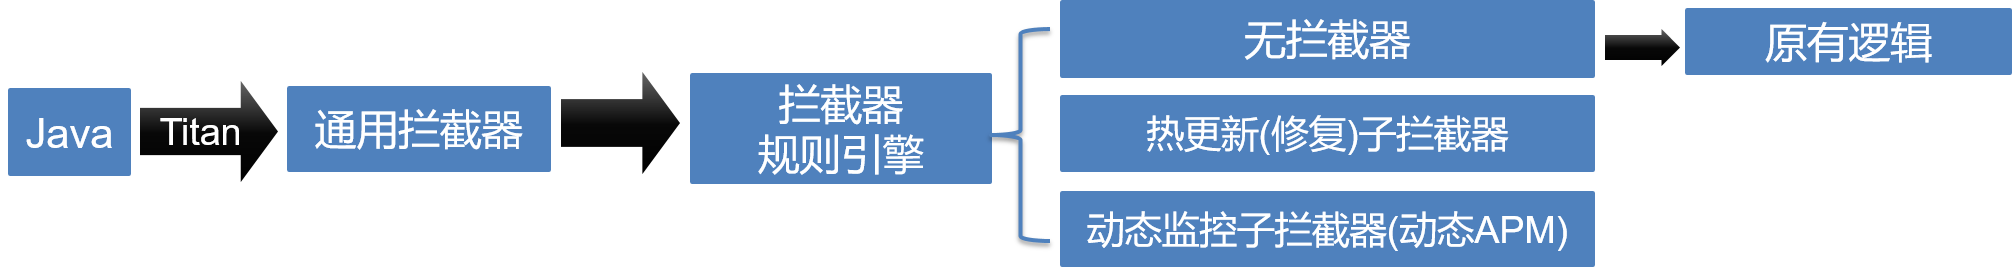 Java
Titan
通用拦截器
拦截器
规则引擎
无拦截器
原有逻辑
热更新(修复)子拦截器
动态监控子拦截器(动态APM)